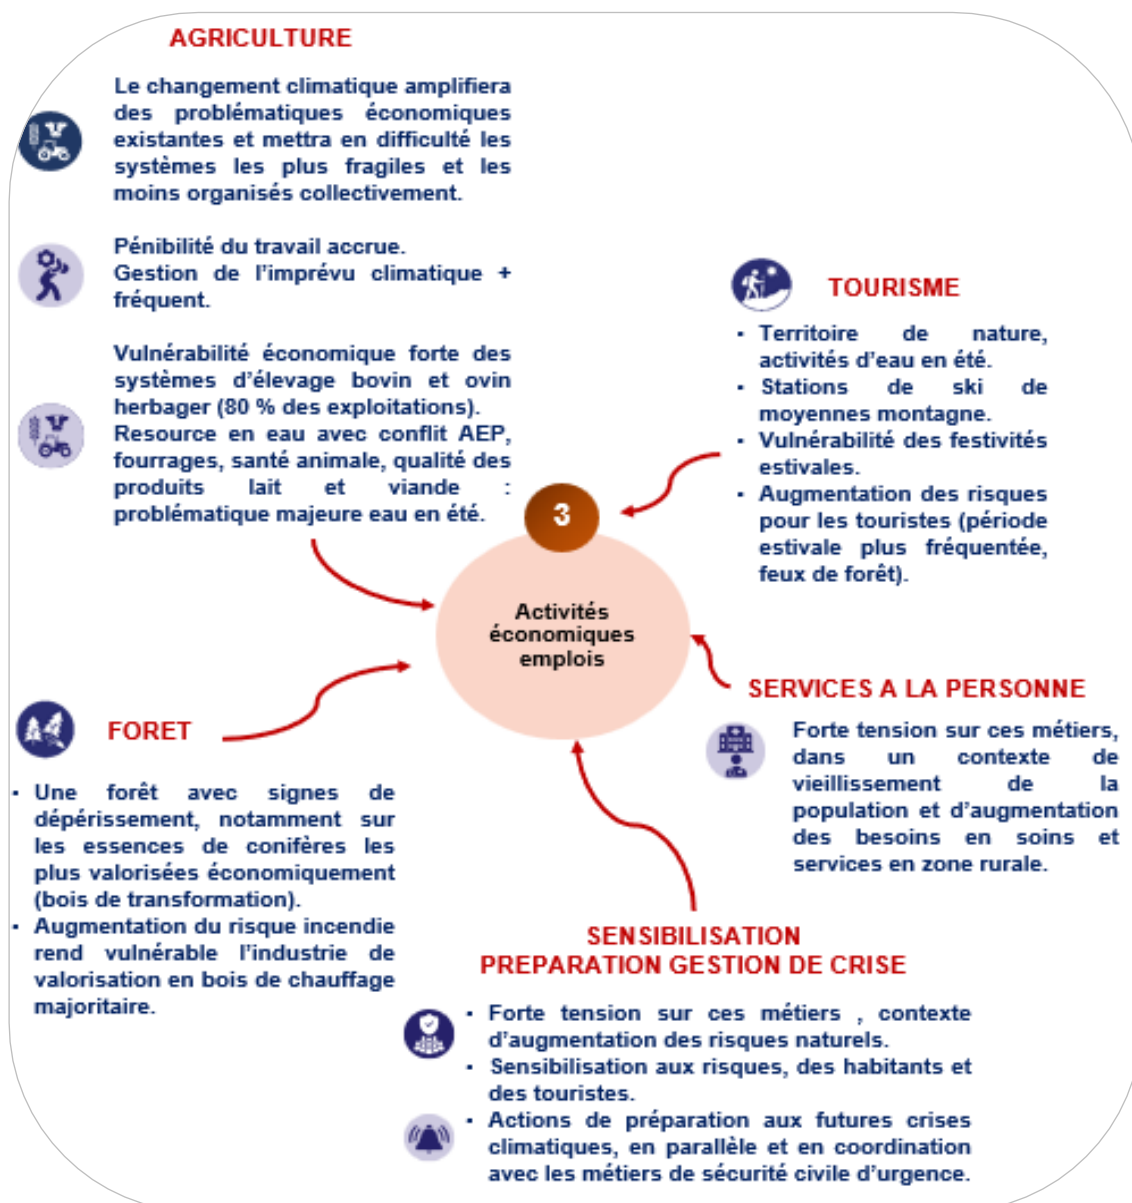 AGRICULTURE
Le changement climatique amplifiera
des problématiques économiques
existantes et mettra en difficulté les
systèmes les plus fragiles et les
moins organisés collectivement.
Pénibilité du travail accrue.
Gestion de l'imprévu climatique +
fréquent.
Vulnérabilité économique forte des
systèmes d'élevage bovin et ovin
herbager (80 % des exploitations).
Resource en eau avec conflit AEP,
fourrages, santé animale, qualité des
produits lait et viande :
problématique majeure eau en été.
TOURISME
▪ Territoire de nature,
activités d'eau en été.
▪ Stations de ski de
moyennes montagne.
▪ Vulnérabilité des festivités
estivales.
▪ Augmentation des risques
pour les touristes (période
estivale plus fréquentée,
feux de forêt).
3
Activités
économiques
emplois
SERVICES A LA PERSONNE
Forte tension sur ces métiers,
dans un contexte de
vieillissement de la
population et d'augmentation
des besoins en soins et
services en zone rurale.
FORET
▪ Une forêt avec signes de
dépérissement, notamment sur
les essences de conifères les
plus valorisées économiquement
(bois de transformation).
▪ Augmentation du risque incendie
rend vulnérable l'industrie de
valorisation en bois de chauffage
majoritaire.
SENSIBILISATION
PREPARATION GESTION DE CRISE
▪ Forte tension sur ces métiers , contexte
d'augmentation des risques naturels.
▪ Sensibilisation aux risques, des habitants et
des touristes.
▪ Actions de préparation aux futures crises
climatiques, en parallèle et en coordination
avec les métiers de sécurité civile d'urgence.